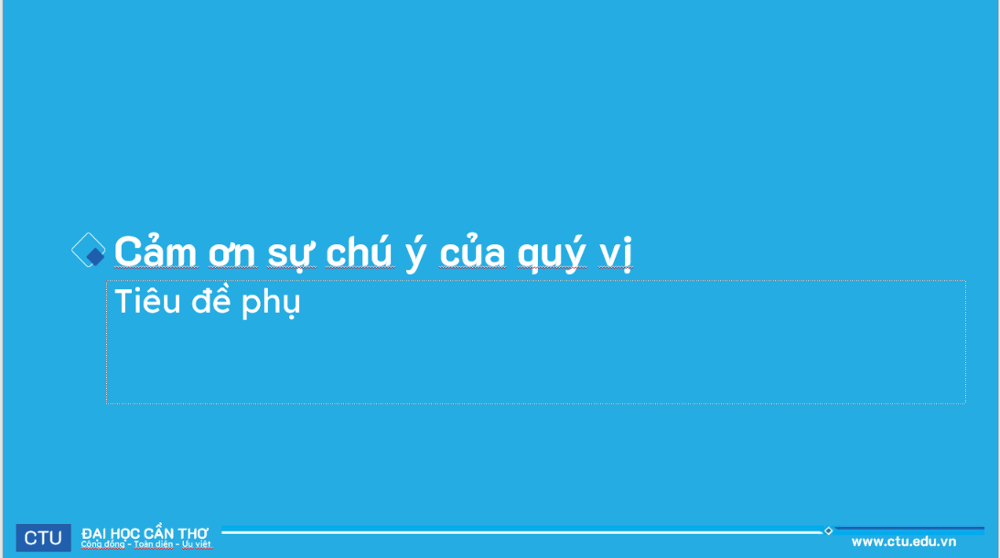 Cảm ơn sự chú ý của quý vị
Tiêu đề phụ
CTU
ĐẠI HỌC CẦN THƠ
Cộng đồng - Toàn diện - Ưu việt
www.ctu.edu.vn